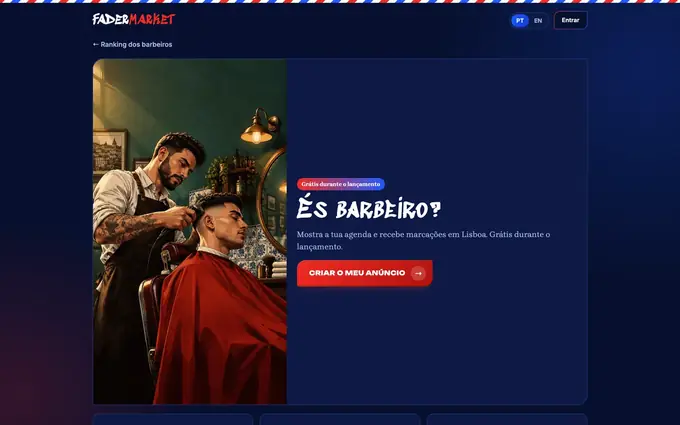 FADERMARKET
PT EN
Entrar
← Ranking dos barbeiros
Grátis durante o lançamento
És barbeiro?
Mostra a tua agenda e recebe marcações em Lisboa. Grátis durante o
lançamento.
CRIAR O MEU ANÚNCIO →